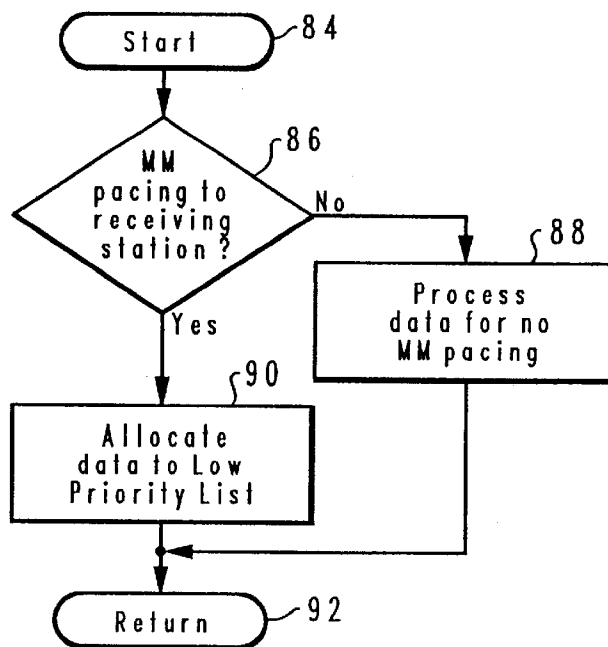 Start
84
MM
pacing to
receiving
station?
86
No
Yes
88
Process
data for no
MM pacing
90
Allocate
data to Low
Priority List
Return
92